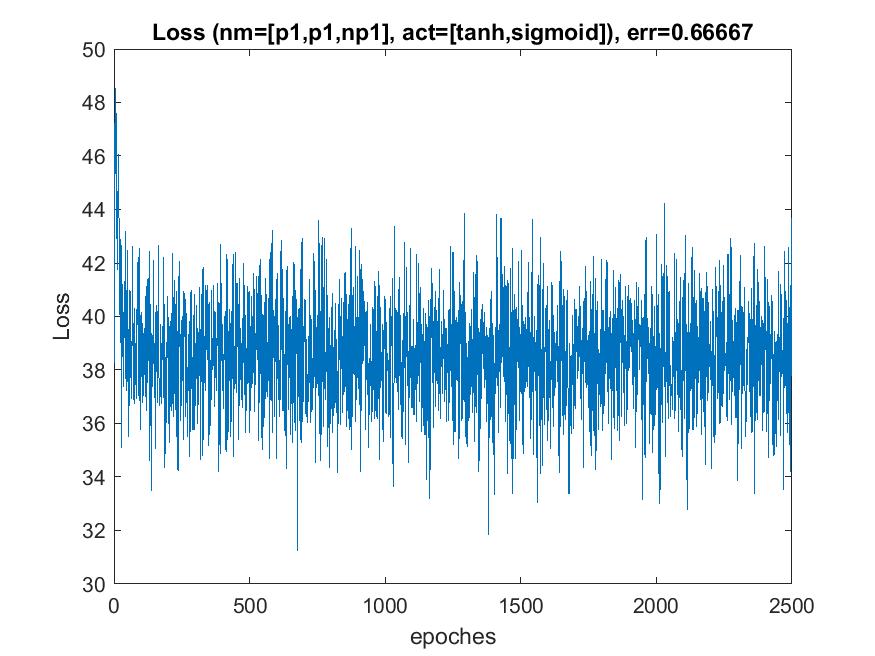 Loss (nm=[p1,p1,np1], act=[tanh,sigmoid]), err=0.66667
50
48
46
44
42
40
38
36
34
32
30
Loss
0 500 1000 1500 2000 2500
epoches